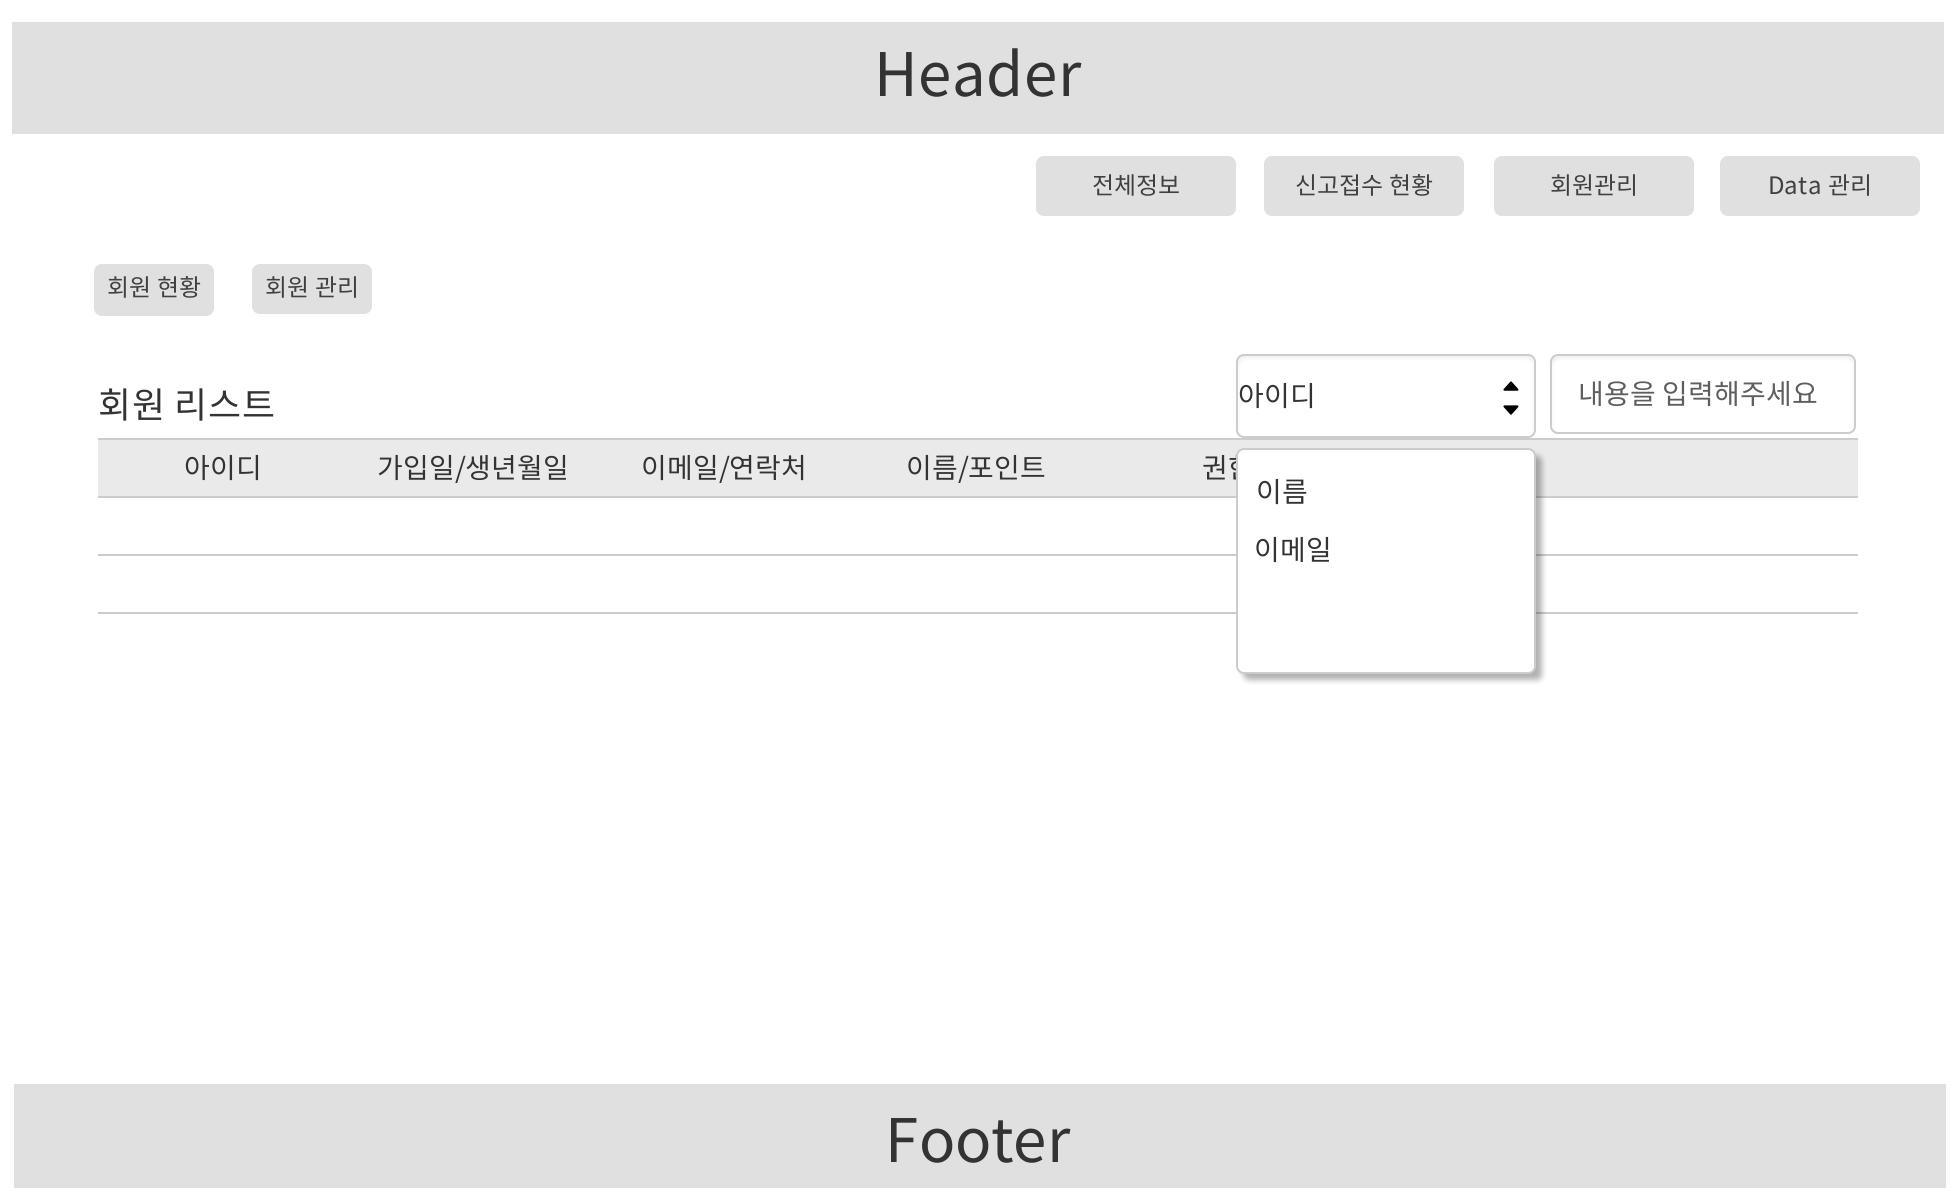 Header
전체정보 신고접수 현황 회원관리 Data 관리
회원 현황 회원 관리
회원 리스트 아이디 내용을 입력해주세요
아이디 가입일/생년월일 이메일/연락처 이름/포인트
이름
이메일
Footer